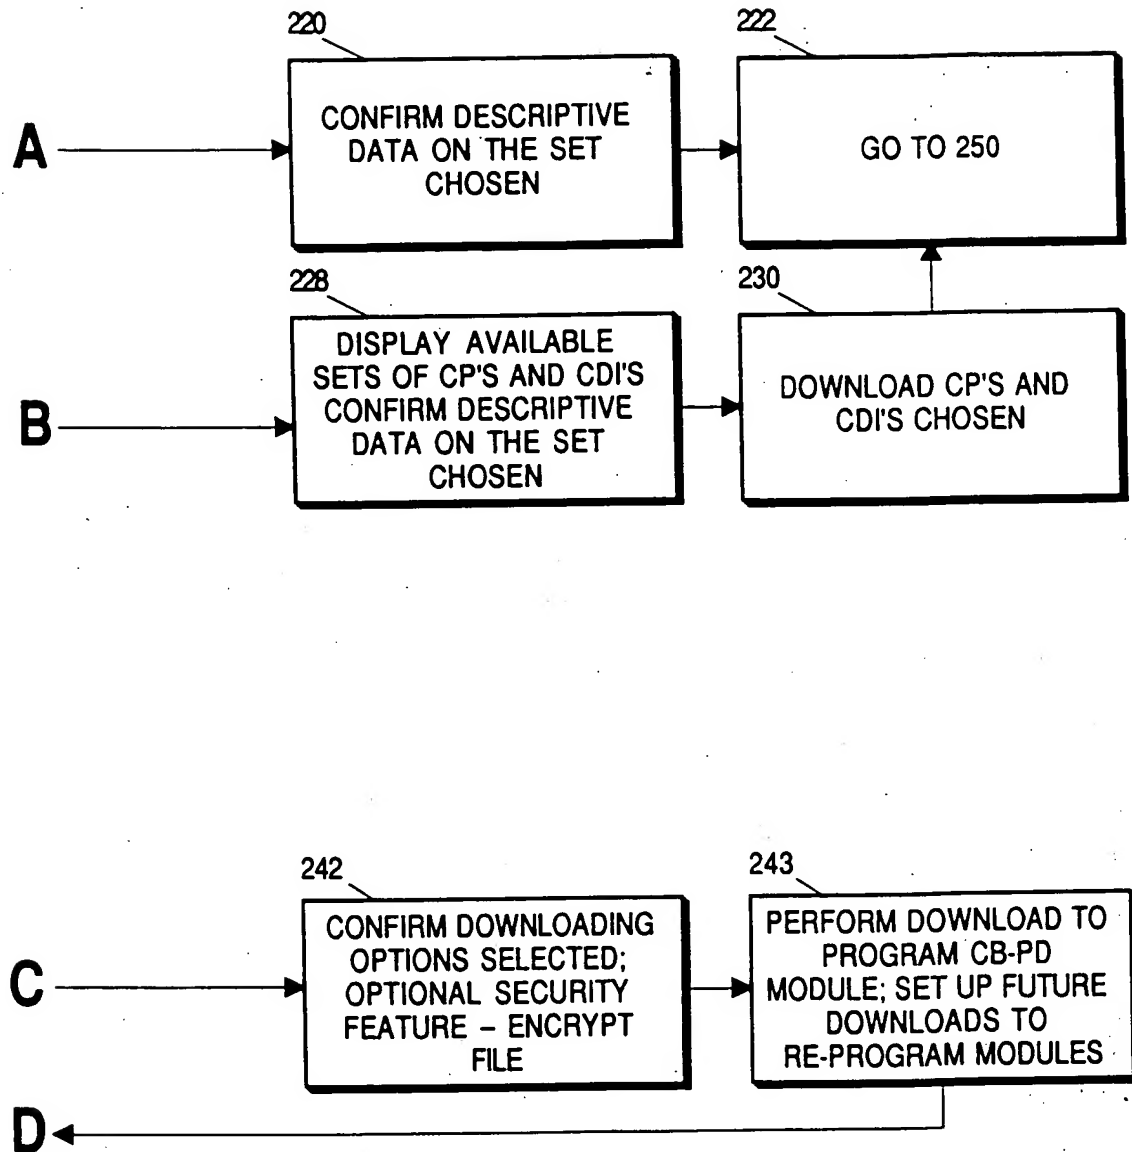 220
222
A
CONFIRM DESCRIPTIVE
DATA ON THE SET
CHOSEN
GO TO 250
228
230
B
DISPLAY AVAILABLE
SETS OF CP'S AND CDI'S
CONFIRM DESCRIPTIVE
DATA ON THE SET
CHOSEN
DOWNLOAD CP'S AND
CDI'S CHOSEN
242
243
C
CONFIRM DOWNLOADING
OPTIONS SELECTED;
OPTIONAL SECURITY
FEATURE – ENCRYPT
FILE
PERFORM DOWNLOAD TO
PROGRAM CB-PD
MODULE; SET UP FUTURE
DOWNLOADS TO
RE-PROGRAM MODULES
D